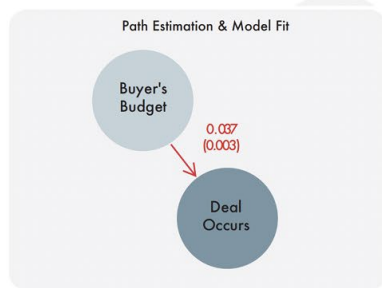 Path Estimation & Model Fit
Buyer's
Budget
0.037
(0.003)
Deal
Occurs